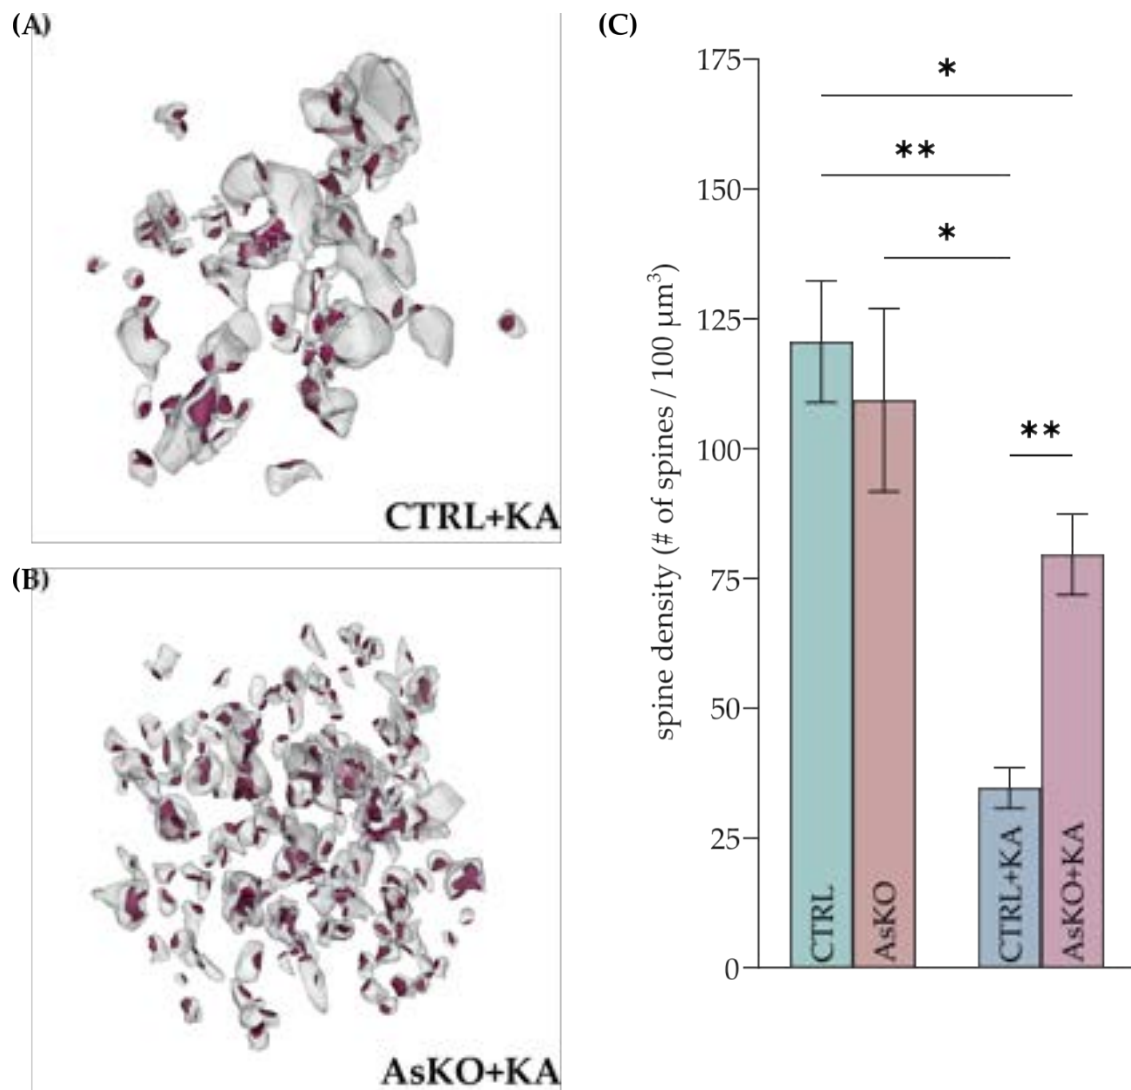 (A)
CTRL+KA
(B)
AsKO+KA
(C)
spine density (# of spines / 100 µm³)
175
150
125
100
75
50
25
0
*
**
*
**
CTRL
AsKO
CTRL+KA
AsKO+KA